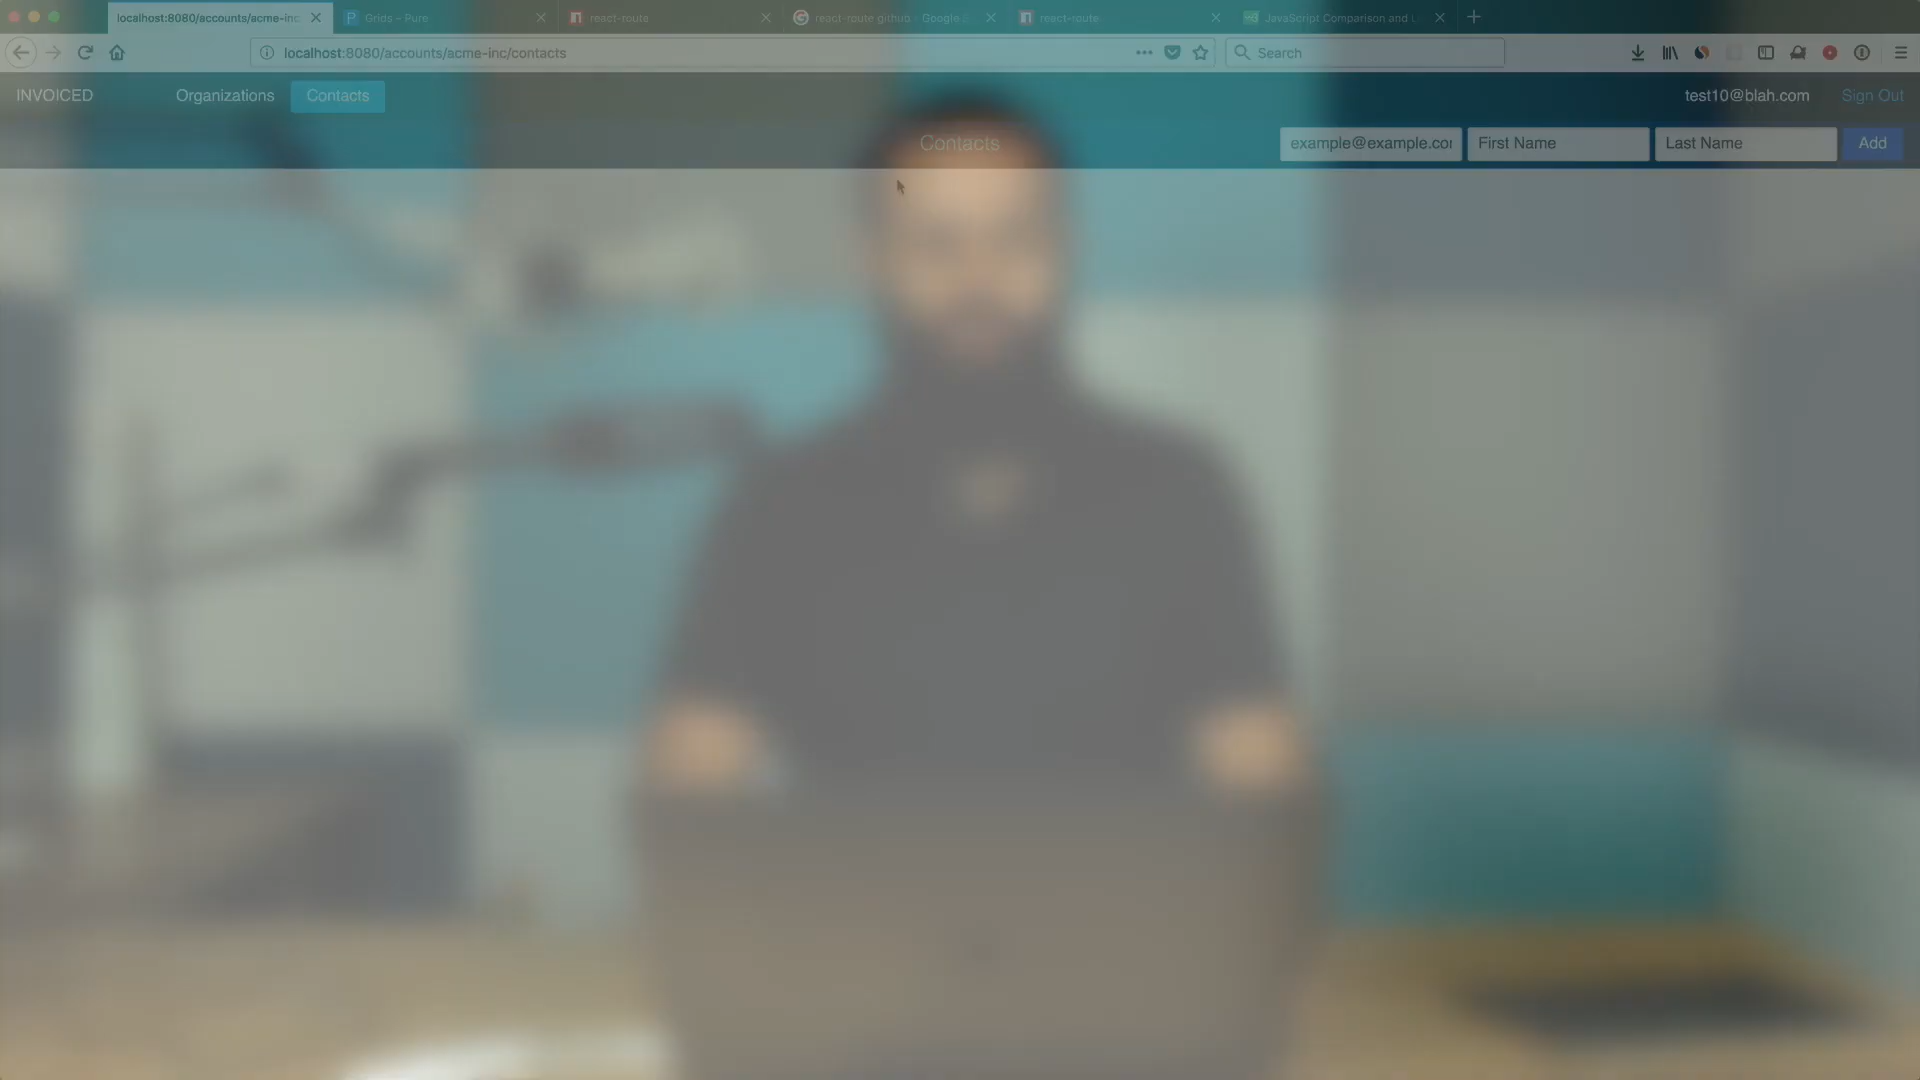 localhost:8080/accounts/acme-inc
Grids – Pure
react-route
react-route github - Google
react-route
JavaScript Comparison and
localhost:8080/accounts/acme-inc/contacts
Search
INVOICED
Organizations
Contacts
test10@blah.com
Sign Out
Contacts
example@example.com
First Name
Last Name
Add